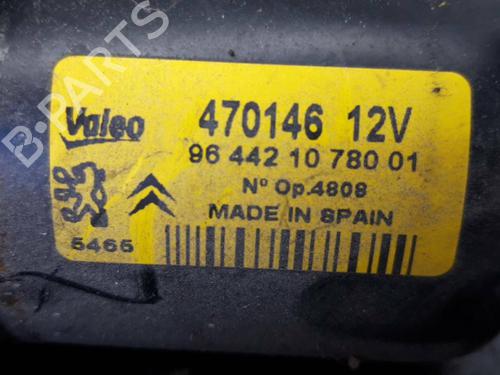 B-PARTS
Valeo
470146 12V
96 442 10 780 01
Nº Op.4808
MADE IN SPAIN
5465